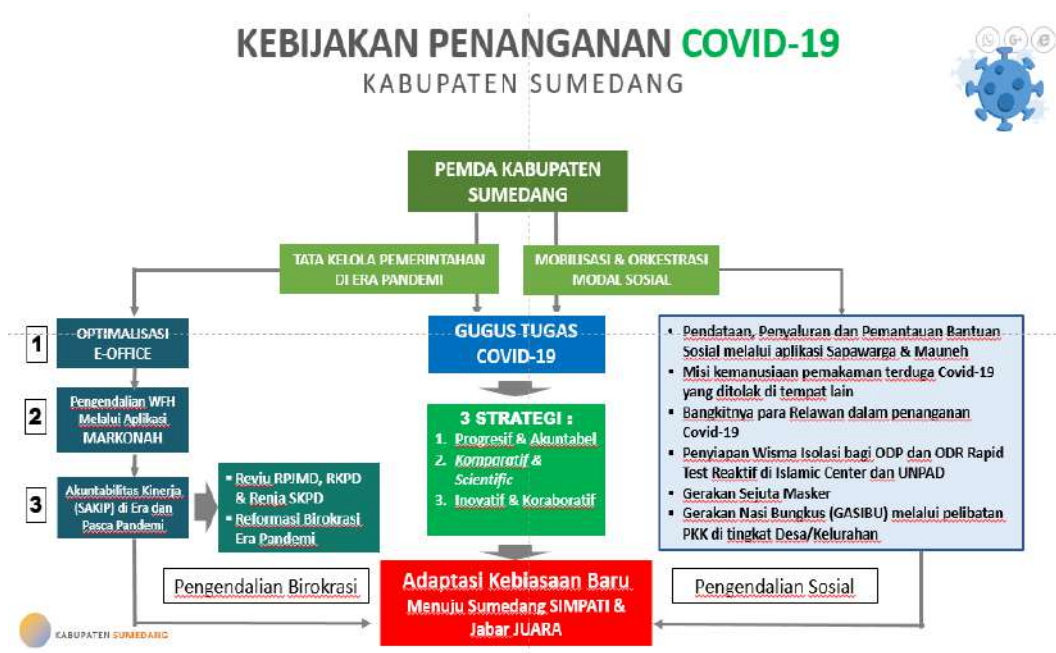 KEBIJAKAN PENANGANAN COVID-19
KABUPATEN SUMEDANG
PEMDA KABUPATEN
SUMEDANG
TATA KELOLA PEMERINTAHAN
DI ERA PANDEMI
MOBILISASI & ORKESTRASI
MODAL SOSIAL
1
OPTIMALISASI
E-OFFICE
2
Pengendalian WFH
Melalui Aplikasi
MARKONAH
3
Akuntabilitas Kinerja
(SAKIP) di Era dan
Pasca Pandemi
▪ Reviu RPJMD, RKPD
& Renja SKPD
▪ Reformasi Birokrasi
Era Pandemi
GUGUS TUGAS
COVID-19
3 STRATEGI :
1. Progresif & Akuntabel
2. Komparatif &
Scientific
3. Inovatif & Koraboratif
• Pendataan, Penyaluran dan Pemantauan Bantuan
Sosial melalui aplikasi Sapawarga & Mauneh
• Misi kemanusiaan pemakaman terduga Covid-19
yang ditolak di tempat lain
• Bangkitnya para Relawan dalam penanganan
Covid-19
• Penyiapan Wisma Isolasi bagi ODP dan ODR Rapid
Test Reaktif di Islamic Center dan UNPAD
• Gerakan Sejuta Masker
• Gerakan Nasi Bungkus (GASIBU) melalui pelibatan
PKK di tingkat Desa/Kelurahan
Pengendalian Birokrasi
Adaptasi Kebiasaan Baru
Menuju Sumedang SIMPATI &
Jabar JUARA
Pengendalian Sosial
KABUPATEN SUMEDANG